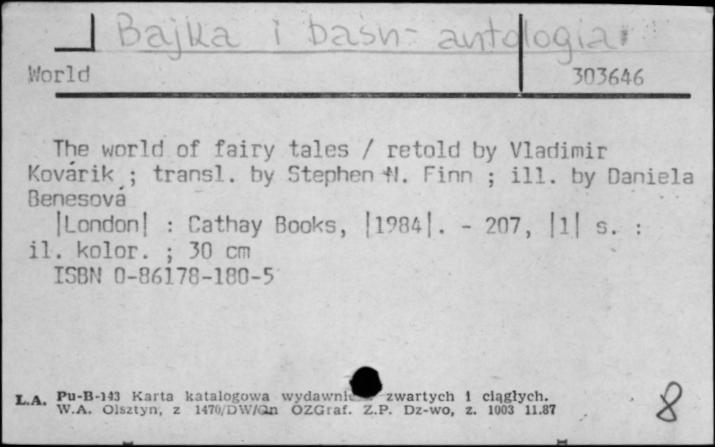 Bajka i baśń - antologia
World 303646
The world of fairy tales / retold by Vladimir
Kovárik ; transl. by Stephen N. Finn ; ill. by Daniela
Benesová
|London| : Cathay Books, |1984|. - 207, |1| s. :
il. kolor. ; 30 cm
ISBN 0-86178-180-5
L.A. Pu-B-143 Karta katalogowa zwartych i ciągłych.
W.A. Olsztyn, z 1470/DW/Gn OZGraf. Z.P. Dz-wo, z. 1003 11.87
8